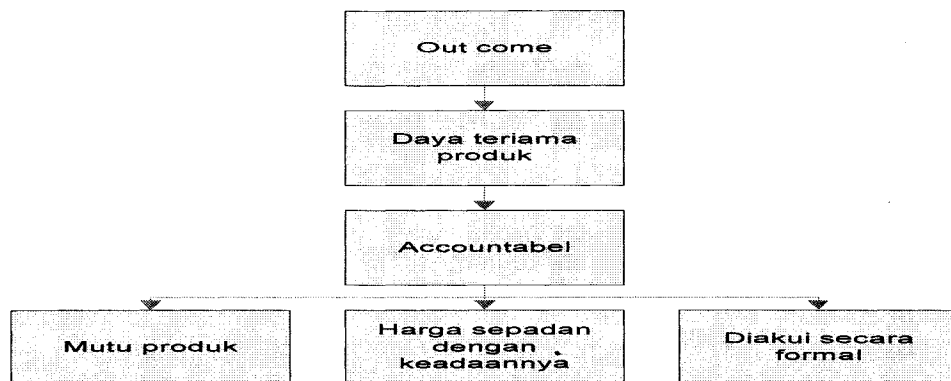 Out come
Daya teriama
produk
Accountabel
Mutu produk
Harga sepadan
dengan
keadaannya
Diakui secara
formal